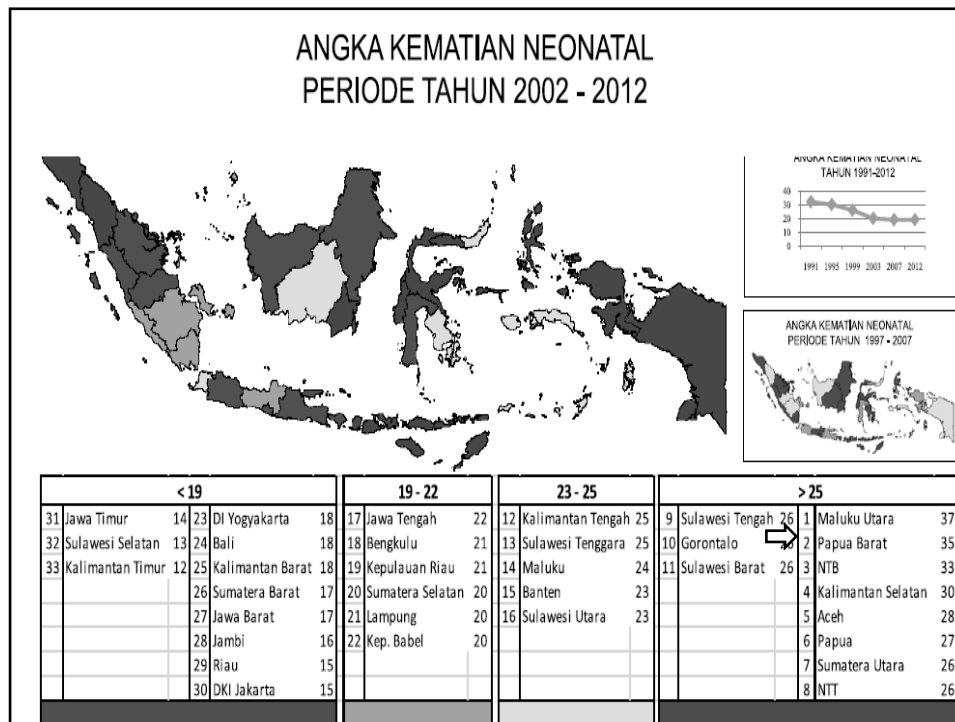 ANGKA KEMATIAN NEONATAL
PERIODE TAHUN 2002 - 2012
ANGKA KEMATIAN NEONATAL
TAHUN 1991-2012
40
30
20
10
0
1991 1995 1999 2003 2007 2012
ANGKA KEMATIAN NEONATAL
PERIODE TAHUN 1997 - 2007
< 19
31 Jawa Timur 14 23 DI Yogyakarta 18
32 Sulawesi Selatan 13 24 Bali 18
33 Kalimantan Timur 12 25 Kalimantan Barat 18
26 Sumatera Barat 17
27 Jawa Barat 17
28 Jambi 16
29 Riau 15
30 DKI Jakarta 15
19 - 22
17 Jawa Tengah 22
18 Bengkulu 21
19 Kepulauan Riau 21
20 Sumatera Selatan 20
21 Lampung 20
22 Kep. Babel 20
23 - 25
12 Kalimantan Tengah 25
13 Sulawesi Tenggara 25
14 Maluku 24
15 Banten 23
16 Sulawesi Utara 23
> 25
9 Sulawesi Tengah 26 1 Maluku Utara 37
10 Gorontalo 2 Papua Barat 35
11 Sulawesi Barat 26 3 NTB 33
4 Kalimantan Selatan 30
5 Aceh 28
6 Papua 27
7 Sumatera Utara 26
8 NTT 26